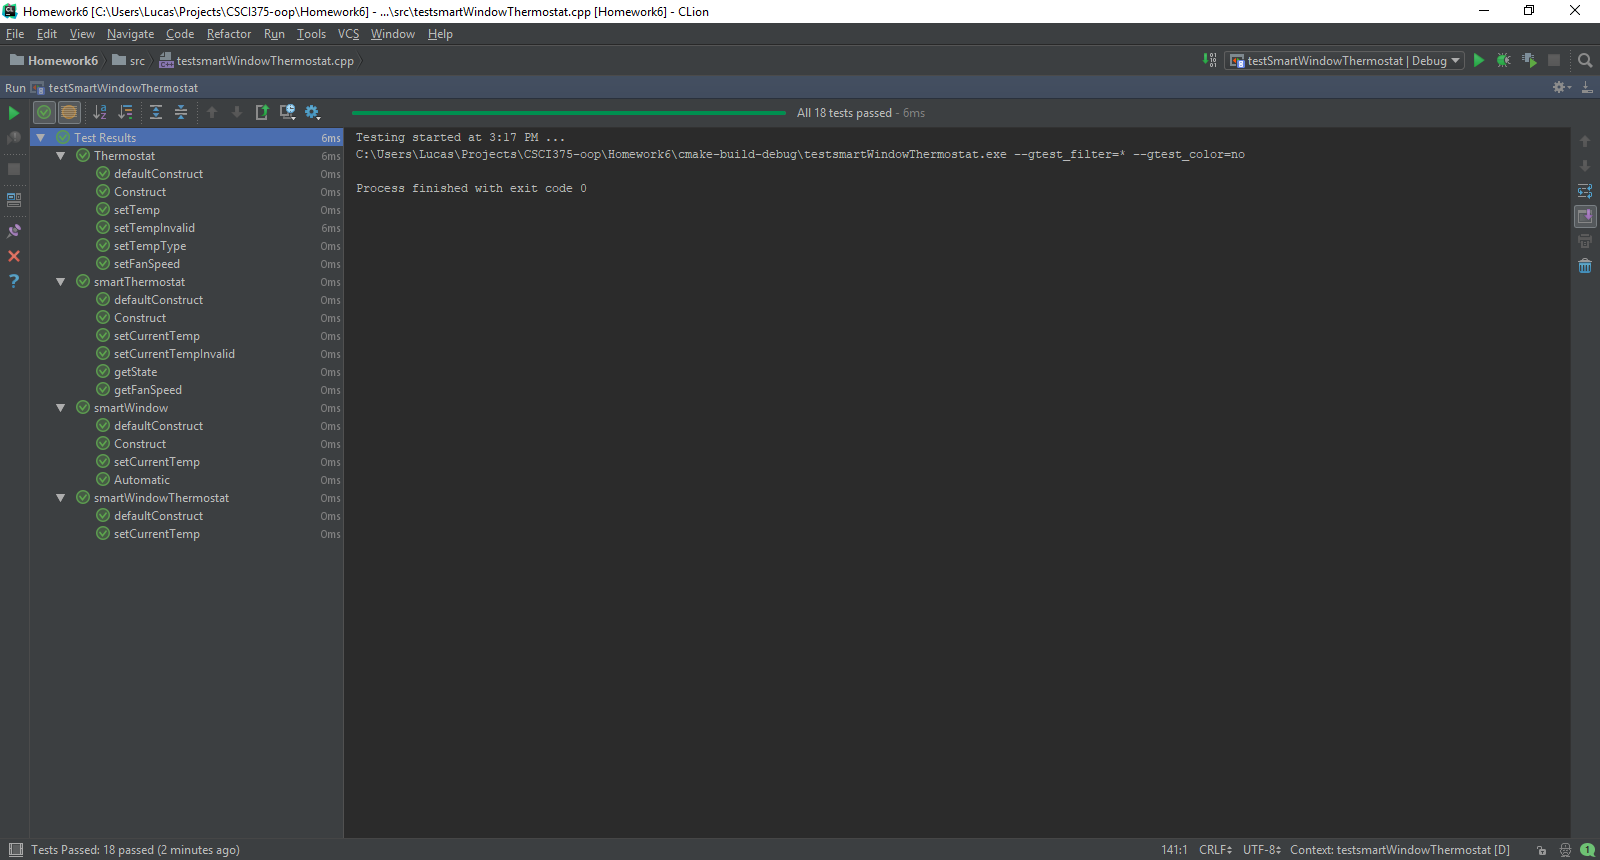 Homework6 [C:\Users\Lucas\Projects\CSCI375-oop\Homework6] - ...\src\testsmartWindowThermostat.cpp [Homework6] - CLion
File Edit View Navigate Code Refactor Run Tools VCS Window Help
Homework6 src testsmartWindowThermostat.cpp testSmartWindowThermostat | Debug
Run testSmartWindowThermostat
All 18 tests passed - 6ms
Test Results 6ms
Thermostat 6ms
defaultConstruct 0ms
Construct 0ms
setTemp 0ms
setTempInvalid 6ms
setTempType 0ms
setFanSpeed 0ms
smartThermostat 0ms
defaultConstruct 0ms
Construct 0ms
setCurrentTemp 0ms
setCurrentTempInvalid 0ms
getState 0ms
getFanSpeed 0ms
smartWindow 0ms
defaultConstruct 0ms
Construct 0ms
setCurrentTemp 0ms
Automatic 0ms
smartWindowThermostat 0ms
defaultConstruct 0ms
setCurrentTemp 0ms
Testing started at 3:17 PM ...
C:\Users\Lucas\Projects\CSCI375-oop\Homework6\cmake-build-debug\testsmartWindowThermostat.exe --gtest_filter=* --gtest_color=no
Process finished with exit code 0
Tests Passed: 18 passed (2 minutes ago) 141:1 CRLF UTF-8 Context: testsmartWindowThermostat [D] 1